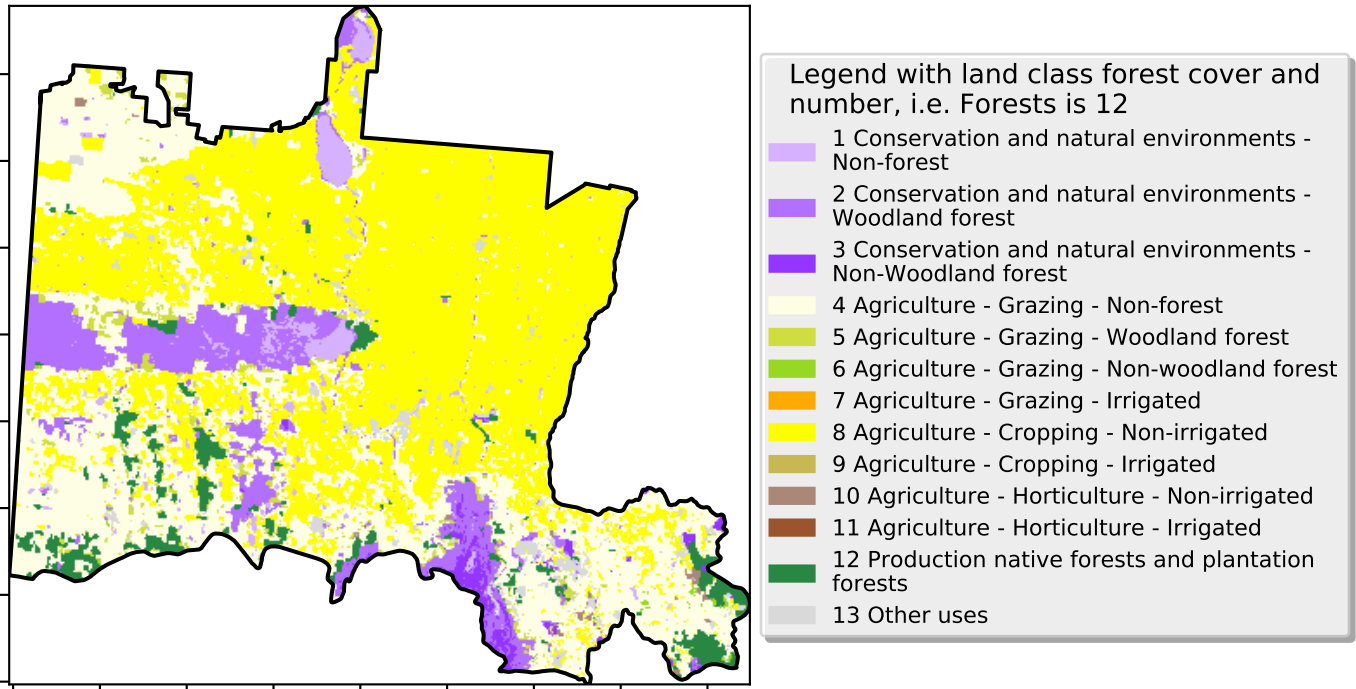 Legend with land class forest cover and
number, i.e. Forests is 12
1 Conservation and natural environments -
Non-forest
2 Conservation and natural environments -
Woodland forest
3 Conservation and natural environments -
Non-Woodland forest
4 Agriculture - Grazing - Non-forest
5 Agriculture - Grazing - Woodland forest
6 Agriculture - Grazing - Non-woodland forest
7 Agriculture - Grazing - Irrigated
8 Agriculture - Cropping - Non-irrigated
9 Agriculture - Cropping - Irrigated
10 Agriculture - Horticulture - Non-irrigated
11 Agriculture - Horticulture - Irrigated
12 Production native forests and plantation
forests
13 Other uses